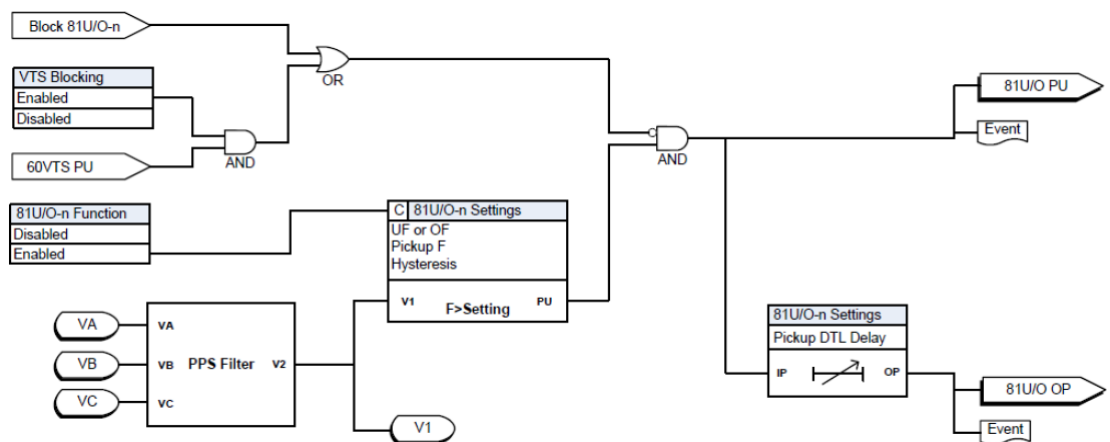 Block 81U/O-n
VTS Blocking
Enabled
Disabled
60VTS PU
AND
OR
AND
81U/O PU
Event
81U/O-n Function
Disabled
Enabled
C 81U/O-n Settings
UF or OF
Pickup F
Hysteresis
V1 PU
F>Setting
VA
VB
VC
VA
VB PPS Filter V2
VC
V1
81U/O-n Settings
Pickup DTL Delay
IP OP
81U/O OP
Event